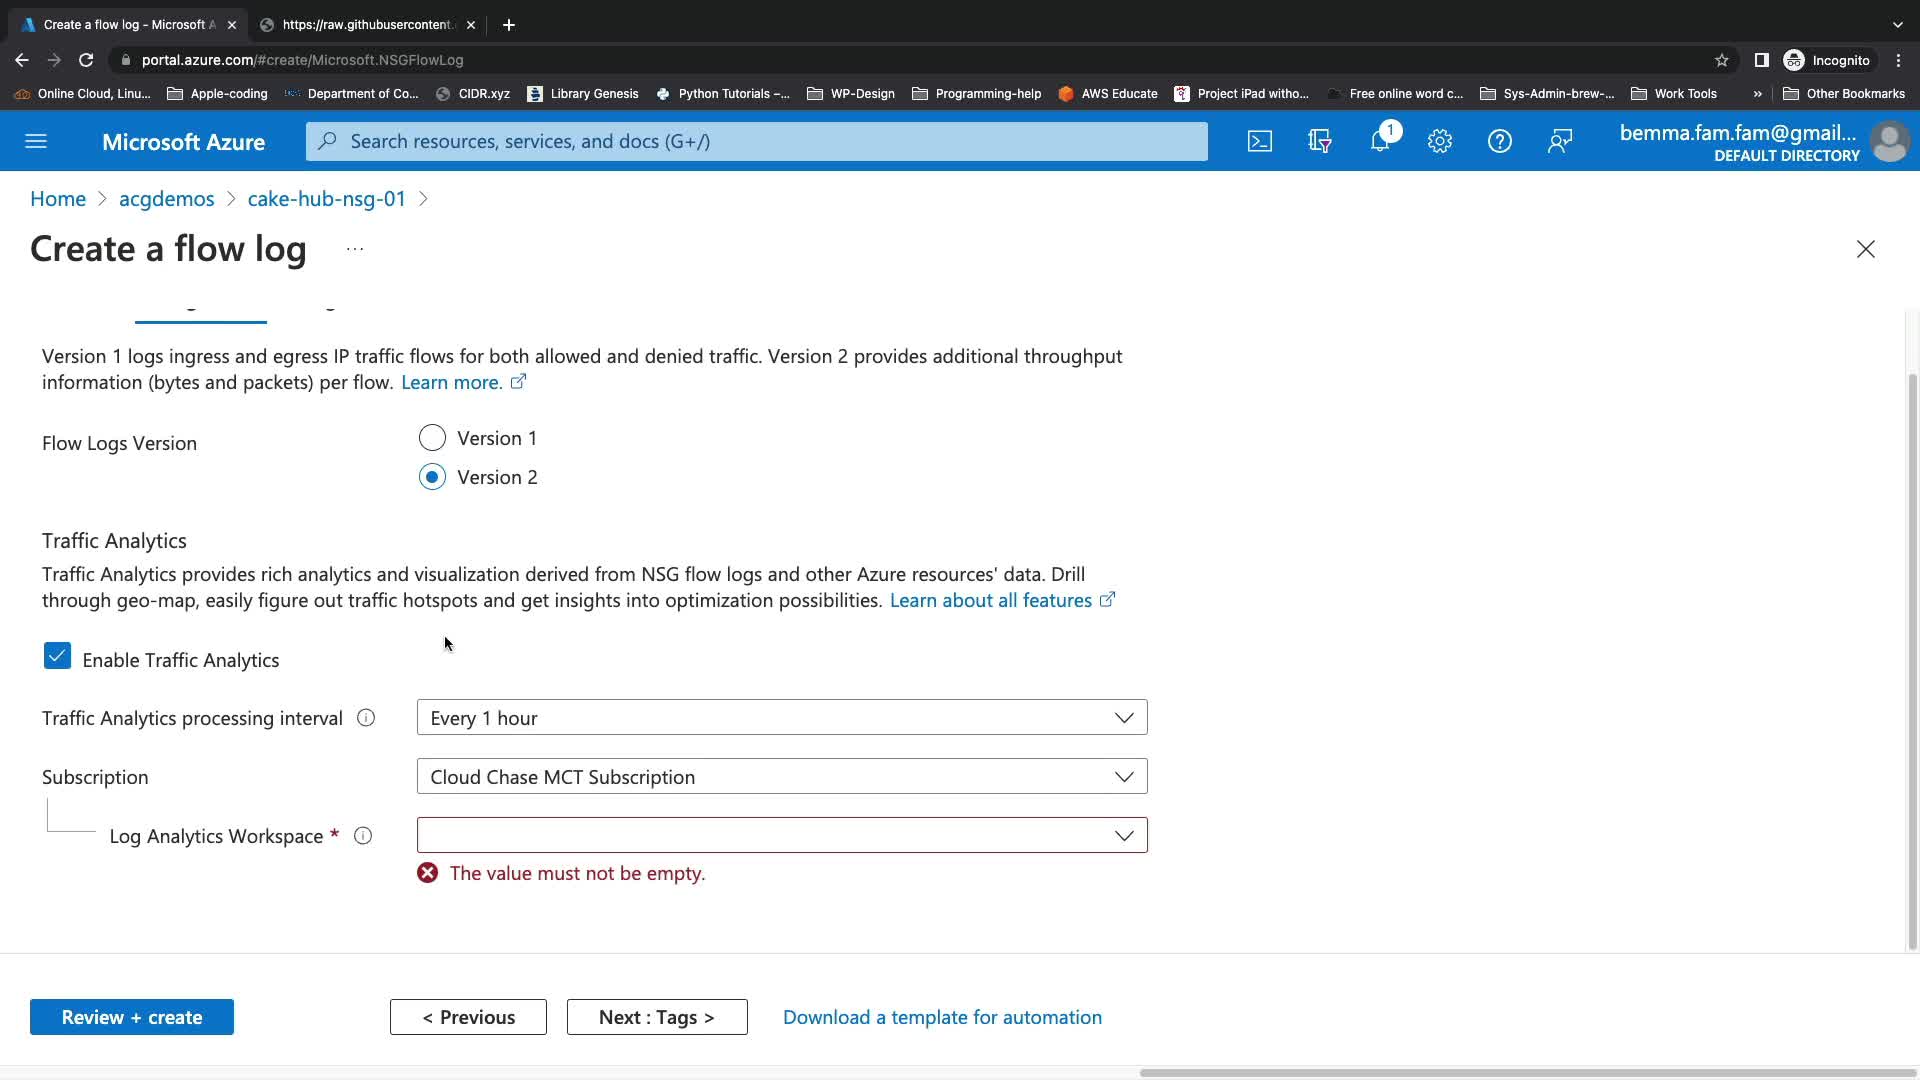 Create a flow log - Microsoft A
https://raw.githubusercontent.
portal.azure.com/#create/Microsoft.NSGFlowLog
Incognito
Online Cloud, Linu...
Apple-coding
Department of Co...
CIDR.xyz
Library Genesis
Python Tutorials –...
WP-Design
Programming-help
AWS Educate
Project iPad witho...
Free online word c...
Sys-Admin-brew-...
Work Tools
»
Other Bookmarks
Microsoft Azure
Search resources, services, and docs (G+/)
1
bemma.fam.fam@gmail...
DEFAULT DIRECTORY
Home > acgdemos > cake-hub-nsg-01 >
Create a flow log ...
Version 1 logs ingress and egress IP traffic flows for both allowed and denied traffic. Version 2 provides additional throughput
information (bytes and packets) per flow. Learn more.
Flow Logs Version
Version 1
Version 2
Traffic Analytics
Traffic Analytics provides rich analytics and visualization derived from NSG flow logs and other Azure resources' data. Drill
through geo-map, easily figure out traffic hotspots and get insights into optimization possibilities. Learn about all features
Enable Traffic Analytics
Traffic Analytics processing interval
Every 1 hour
Subscription
Cloud Chase MCT Subscription
Log Analytics Workspace *
The value must not be empty.
Review + create
< Previous
Next : Tags >
Download a template for automation